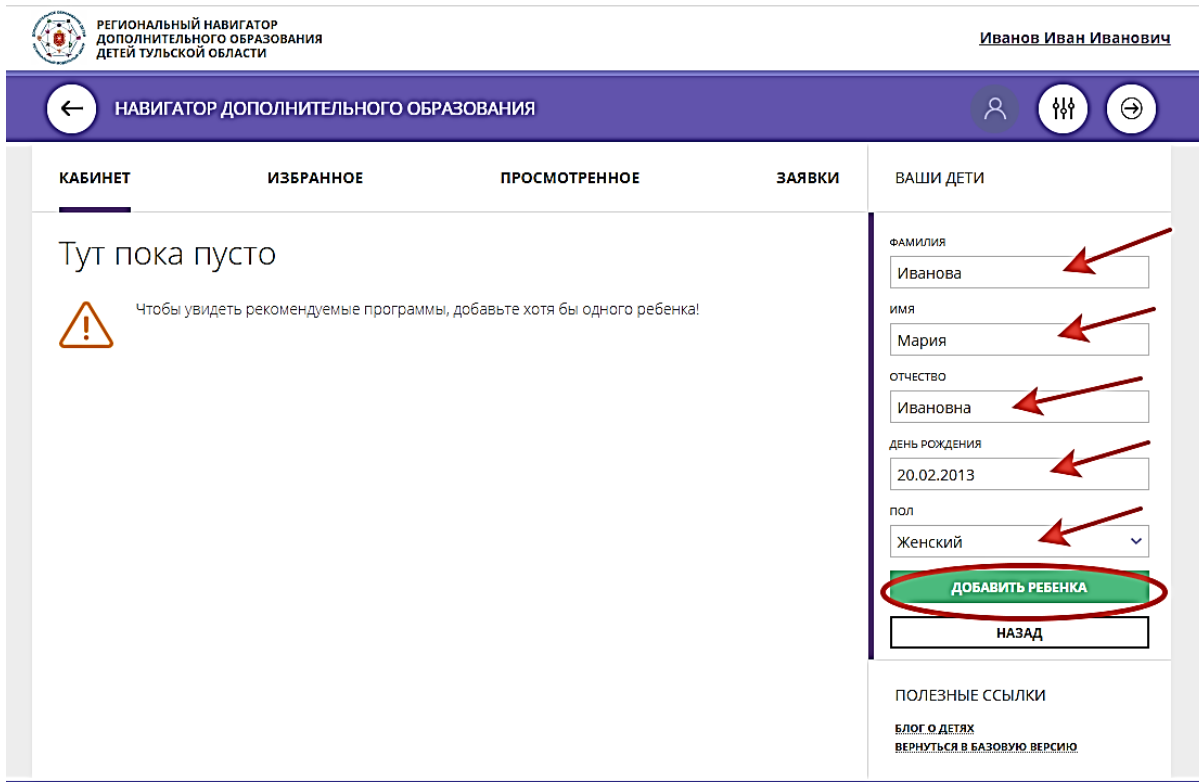 РЕГИОНАЛЬНЫЙ НАВИГАТОР
ДОПОЛНИТЕЛЬНОГО ОБРАЗОВАНИЯ
ДЕТЕЙ ТУЛЬСКОЙ ОБЛАСТИ
Иванов Иван Иванович
НАВИГАТОР ДОПОЛНИТЕЛЬНОГО ОБРАЗОВАНИЯ
КАБИНЕТ ИЗБРАННОЕ ПРОСМОТРЕННОЕ ЗАЯВКИ
Тут пока пусто
Чтобы увидеть рекомендуемые программы, добавьте хотя бы одного ребенка!
ВАШИ ДЕТИ
ФАМИЛИЯ
Иванова
ИМЯ
Мария
ОТЧЕСТВО
Ивановна
ДЕНЬ РОЖДЕНИЯ
20.02.2013
ПОЛ
Женский
ДОБАВИТЬ РЕБЕНКА
НАЗАД
ПОЛЕЗНЫЕ ССЫЛКИ
БЛОГ О ДЕТЯХ
ВЕРНУТЬСЯ В БАЗОВУЮ ВЕРСИЮ